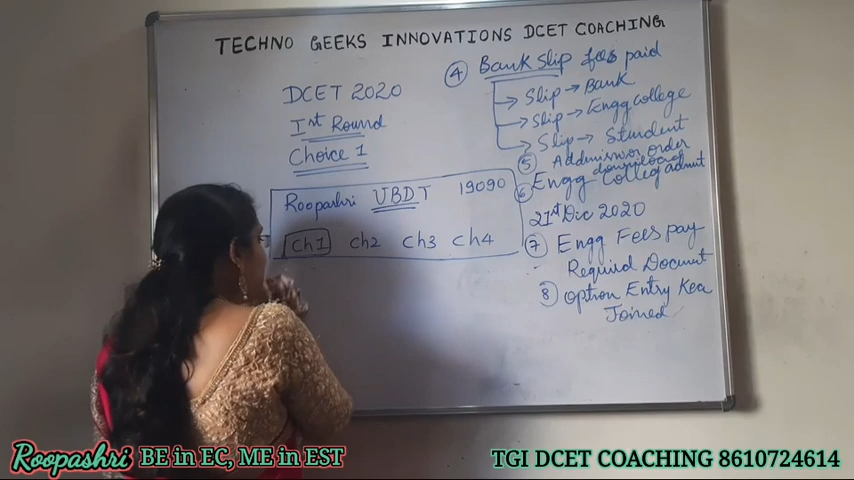 TECHNO GEEKS INNOVATIONS DCET COACHING
DCET 2020
Ist Round
Choice 1
Roopashri UBDT 19090
Ch1 Ch2 Ch3 Ch4
④ Bank Slip fees paid
→ Slip → Bank
→ Slip → Engg college
→ Slip → Student
⑤ Addmission order
download
⑥ Engg College admit
21st Dic 2020
⑦ Engg Fees pay
Required Document
⑧ Option Entry Kea
Joined
Roopashri BE in EC, ME in EST
TGI DCET COACHING 8610724614